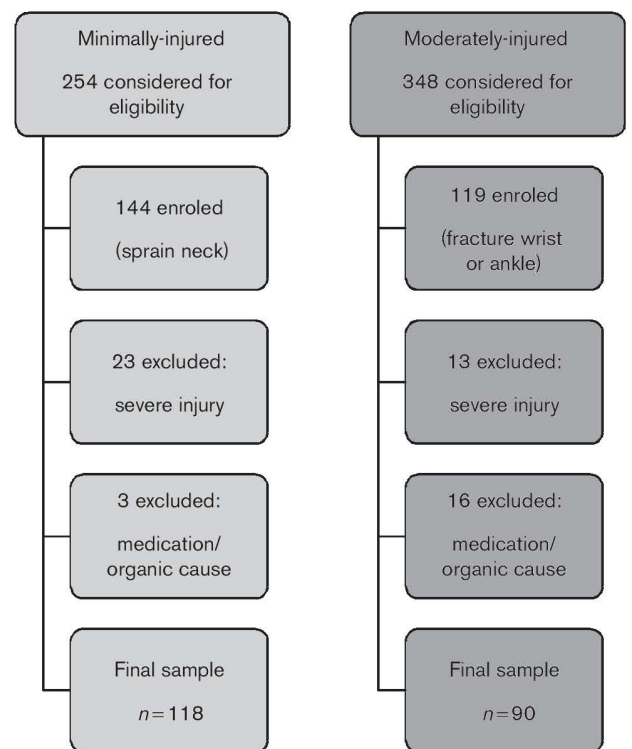 Minimally-injured
254 considered for
eligibility
144 enroled
(sprain neck)
23 excluded:
severe injury
3 excluded:
medication/
organic cause
Final sample
n=118
Moderately-injured
348 considered for
eligibility
119 enroled
(fracture wrist
or ankle)
13 excluded:
severe injury
16 excluded:
medication/
organic cause
Final sample
n=90